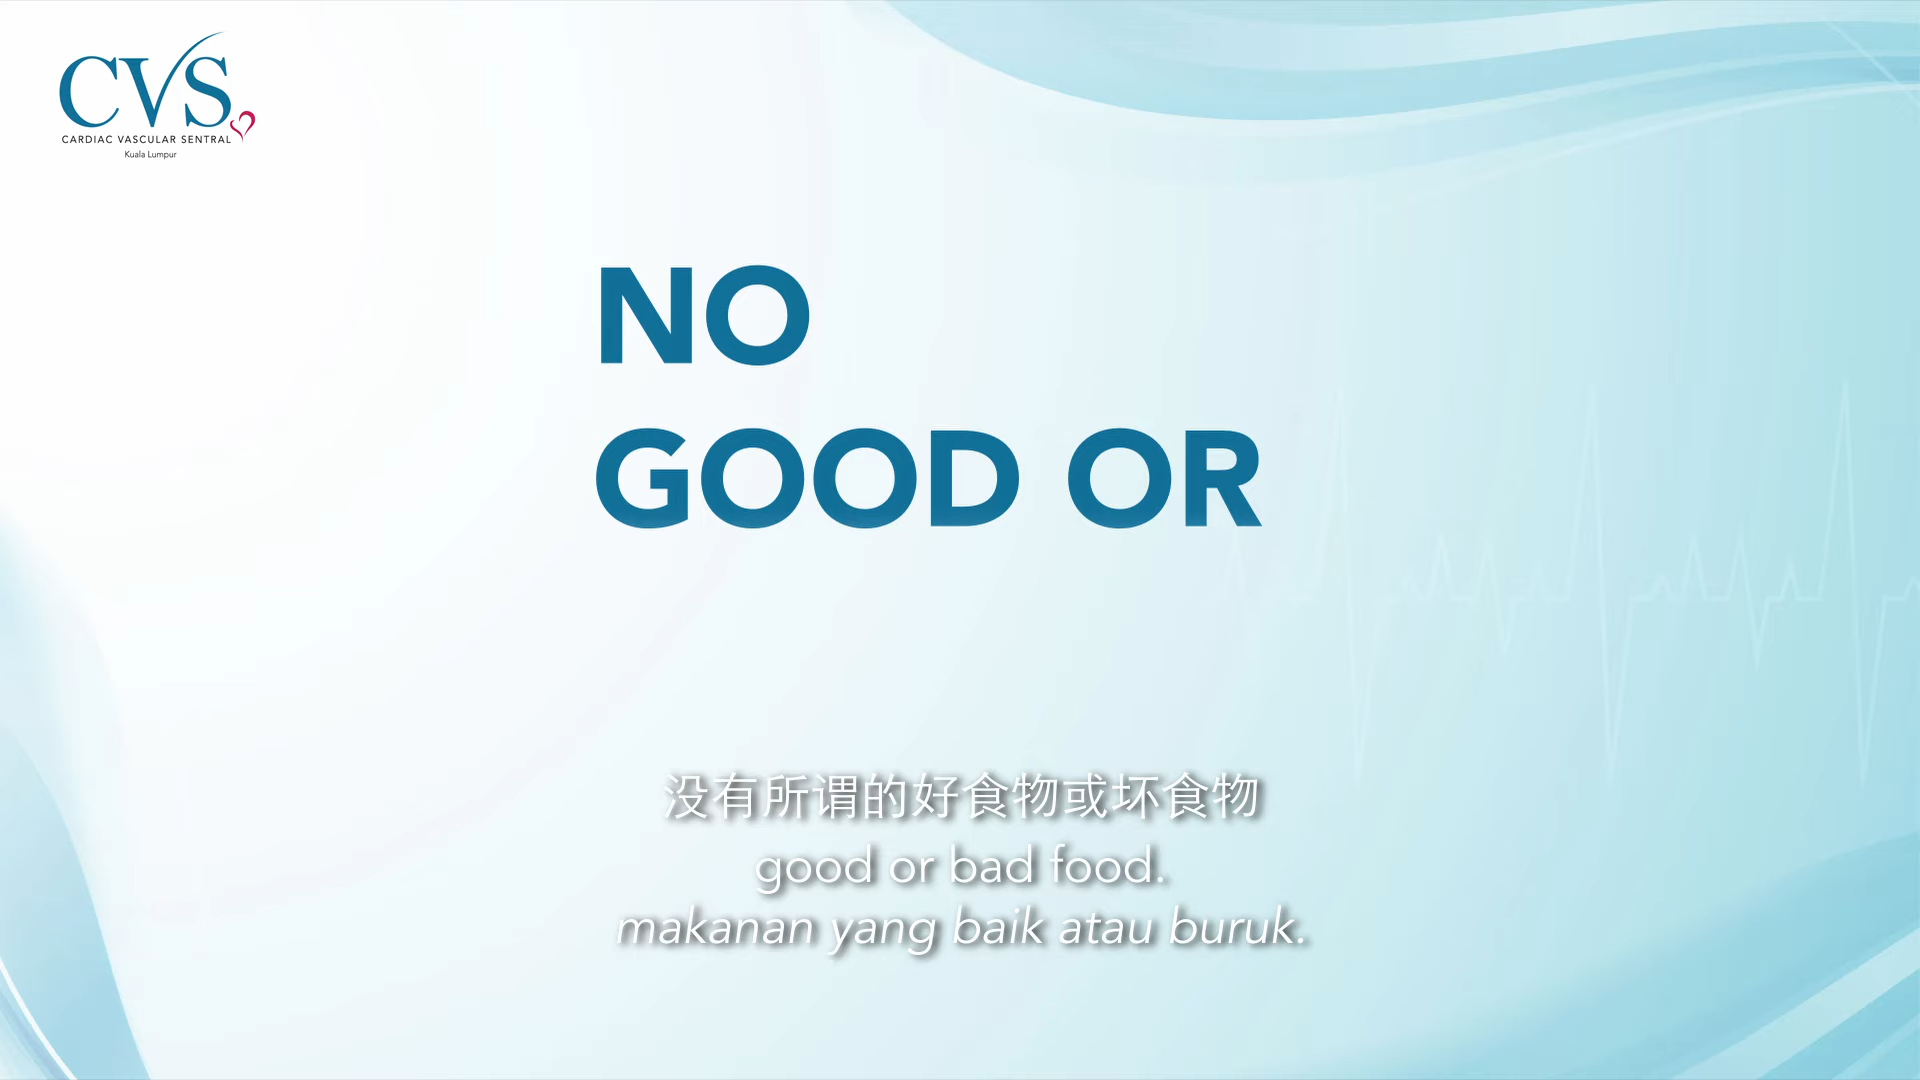 CVS
CARDIAC VASCULAR SENTRAL
Kuala Lumpur
NO
GOOD OR
没有所谓的好食物或坏食物
good or bad food.
makanan yang baik atau buruk.